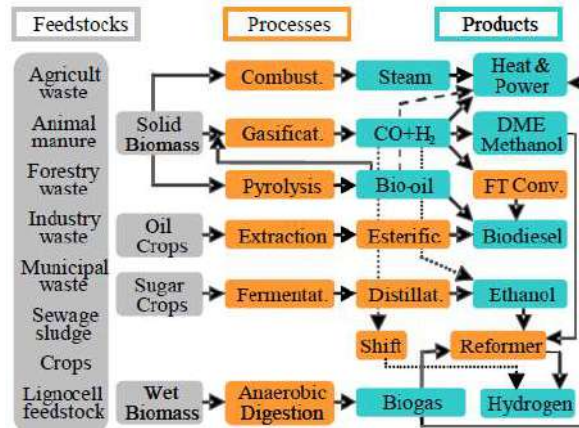 Feedstocks
Processes
Products
Agricult
waste
Animal
manure
Forestry
waste
Industry
waste
Municipal
waste
Sewage
sludge
Crops
Lignocell
feedstock
Solid
Biomass
Oil
Crops
Sugar
Crops
Wet
Biomass
Combust.
Gasificat.
Pyrolysis
Extraction
Fermentat.
Anaerobic
Digestion
Steam
CO+H₂
Bio-oil
Esterific.
Distillat.
Shift
Biogas
Heat &
Power
DME
Methanol
FT Conv.
Biodiesel
Ethanol
Reformer
Hydrogen